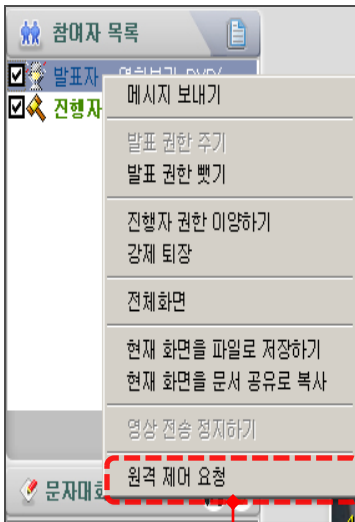 참여자 목록
발표자
진행자
메시지 보내기
발표 권한 주기
발표 권한 뺏기
진행자 권한 이양하기
강제 퇴장
전체화면
현재 화면을 파일로 저장하기
현재 화면을 문서 공유로 복사
영상 전송 정지하기
원격 제어 요청
문자대화